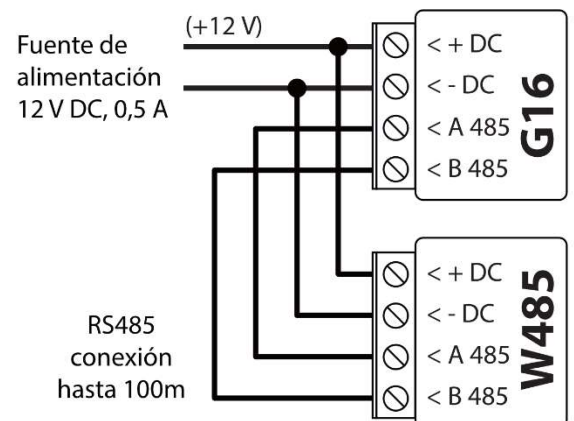 (+12 V)
Fuente de
alimentación
12 V DC, 0,5 A
< + DC
< - DC
< A 485
< B 485
G16
< + DC
< - DC
< A 485
< B 485
W485
RS485
conexión
hasta 100m